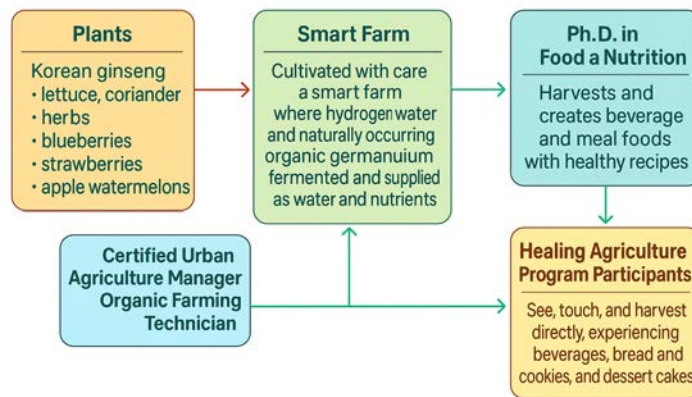 Plants
Korean ginseng
• lettuce, coriander
• herbs
• blueberries
• strawberries
• apple watermelons
Smart Farm
Cultivated with care
a smart farm
where hydrogen water
and naturally occurring
organic germanuium
fermented and supplied
as water and nutrients
Ph.D. in
Food a Nutrition
Harvests and
creates beverage
and meal foods
with healthy recipes
Certified Urban
Agriculture Manager
Organic Farming
Technician
Healing Agriculture
Program Participants
See, touch, and harvest
directly, experiencing
beverages, bread and
cookies, and dessert cakes